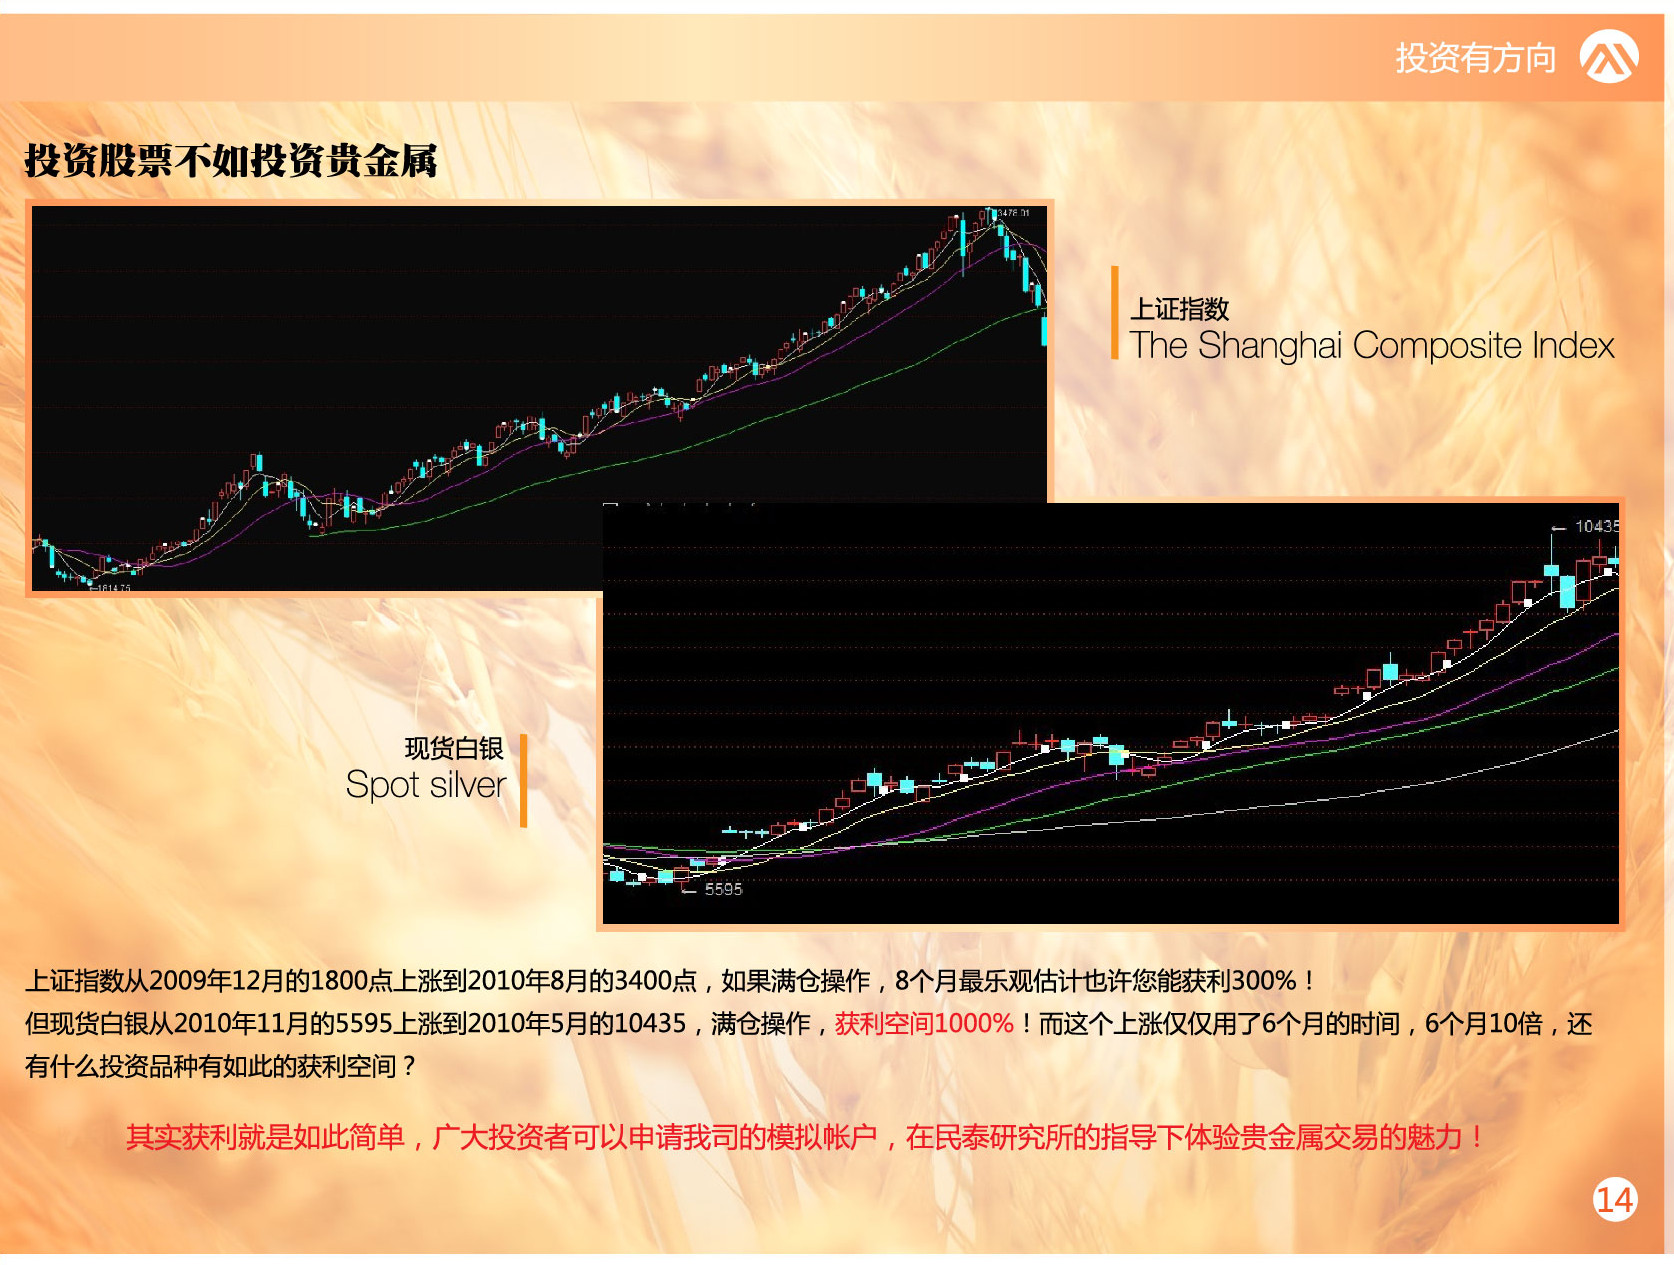 投资有方向
投资股票不如投资贵金属
3478.01
上证指数
The Shanghai Composite Index
1814.75
← 10435
现货白银
Spot silver
← 5595
上证指数从2009年12月的1800点上涨到2010年8月的3400点，如果满仓操作，8个月最乐观估计也许您能获利300%！
但现货白银从2010年11月的5595上涨到2010年5月的10435，满仓操作，获利空间1000%！而这个上涨仅仅用了6个月的时间，6个月10倍，还
有什么投资品种有如此的获利空间？
其实获利就是如此简单，广大投资者可以申请我司的模拟帐户，在民泰研究所的指导下体验贵金属交易的魅力！
14